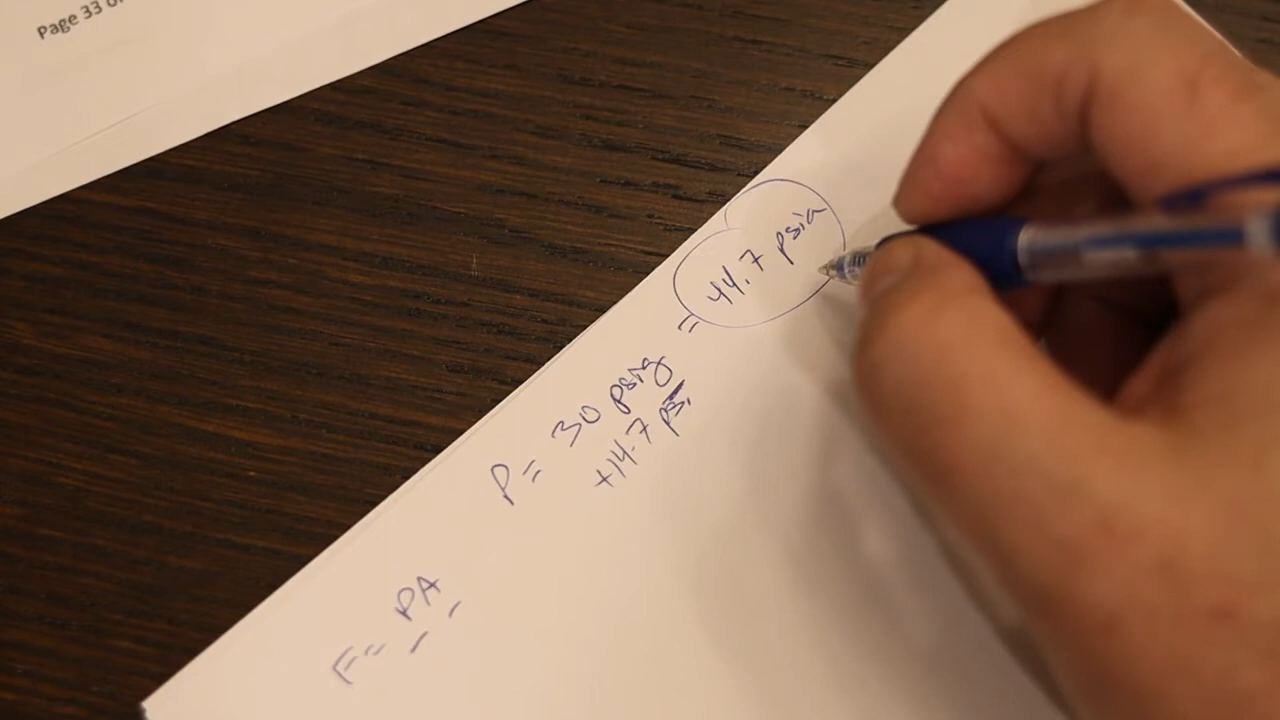 Page 33 o
P = 30 psig = 44.7 psia
+14.7 psi
F = PA